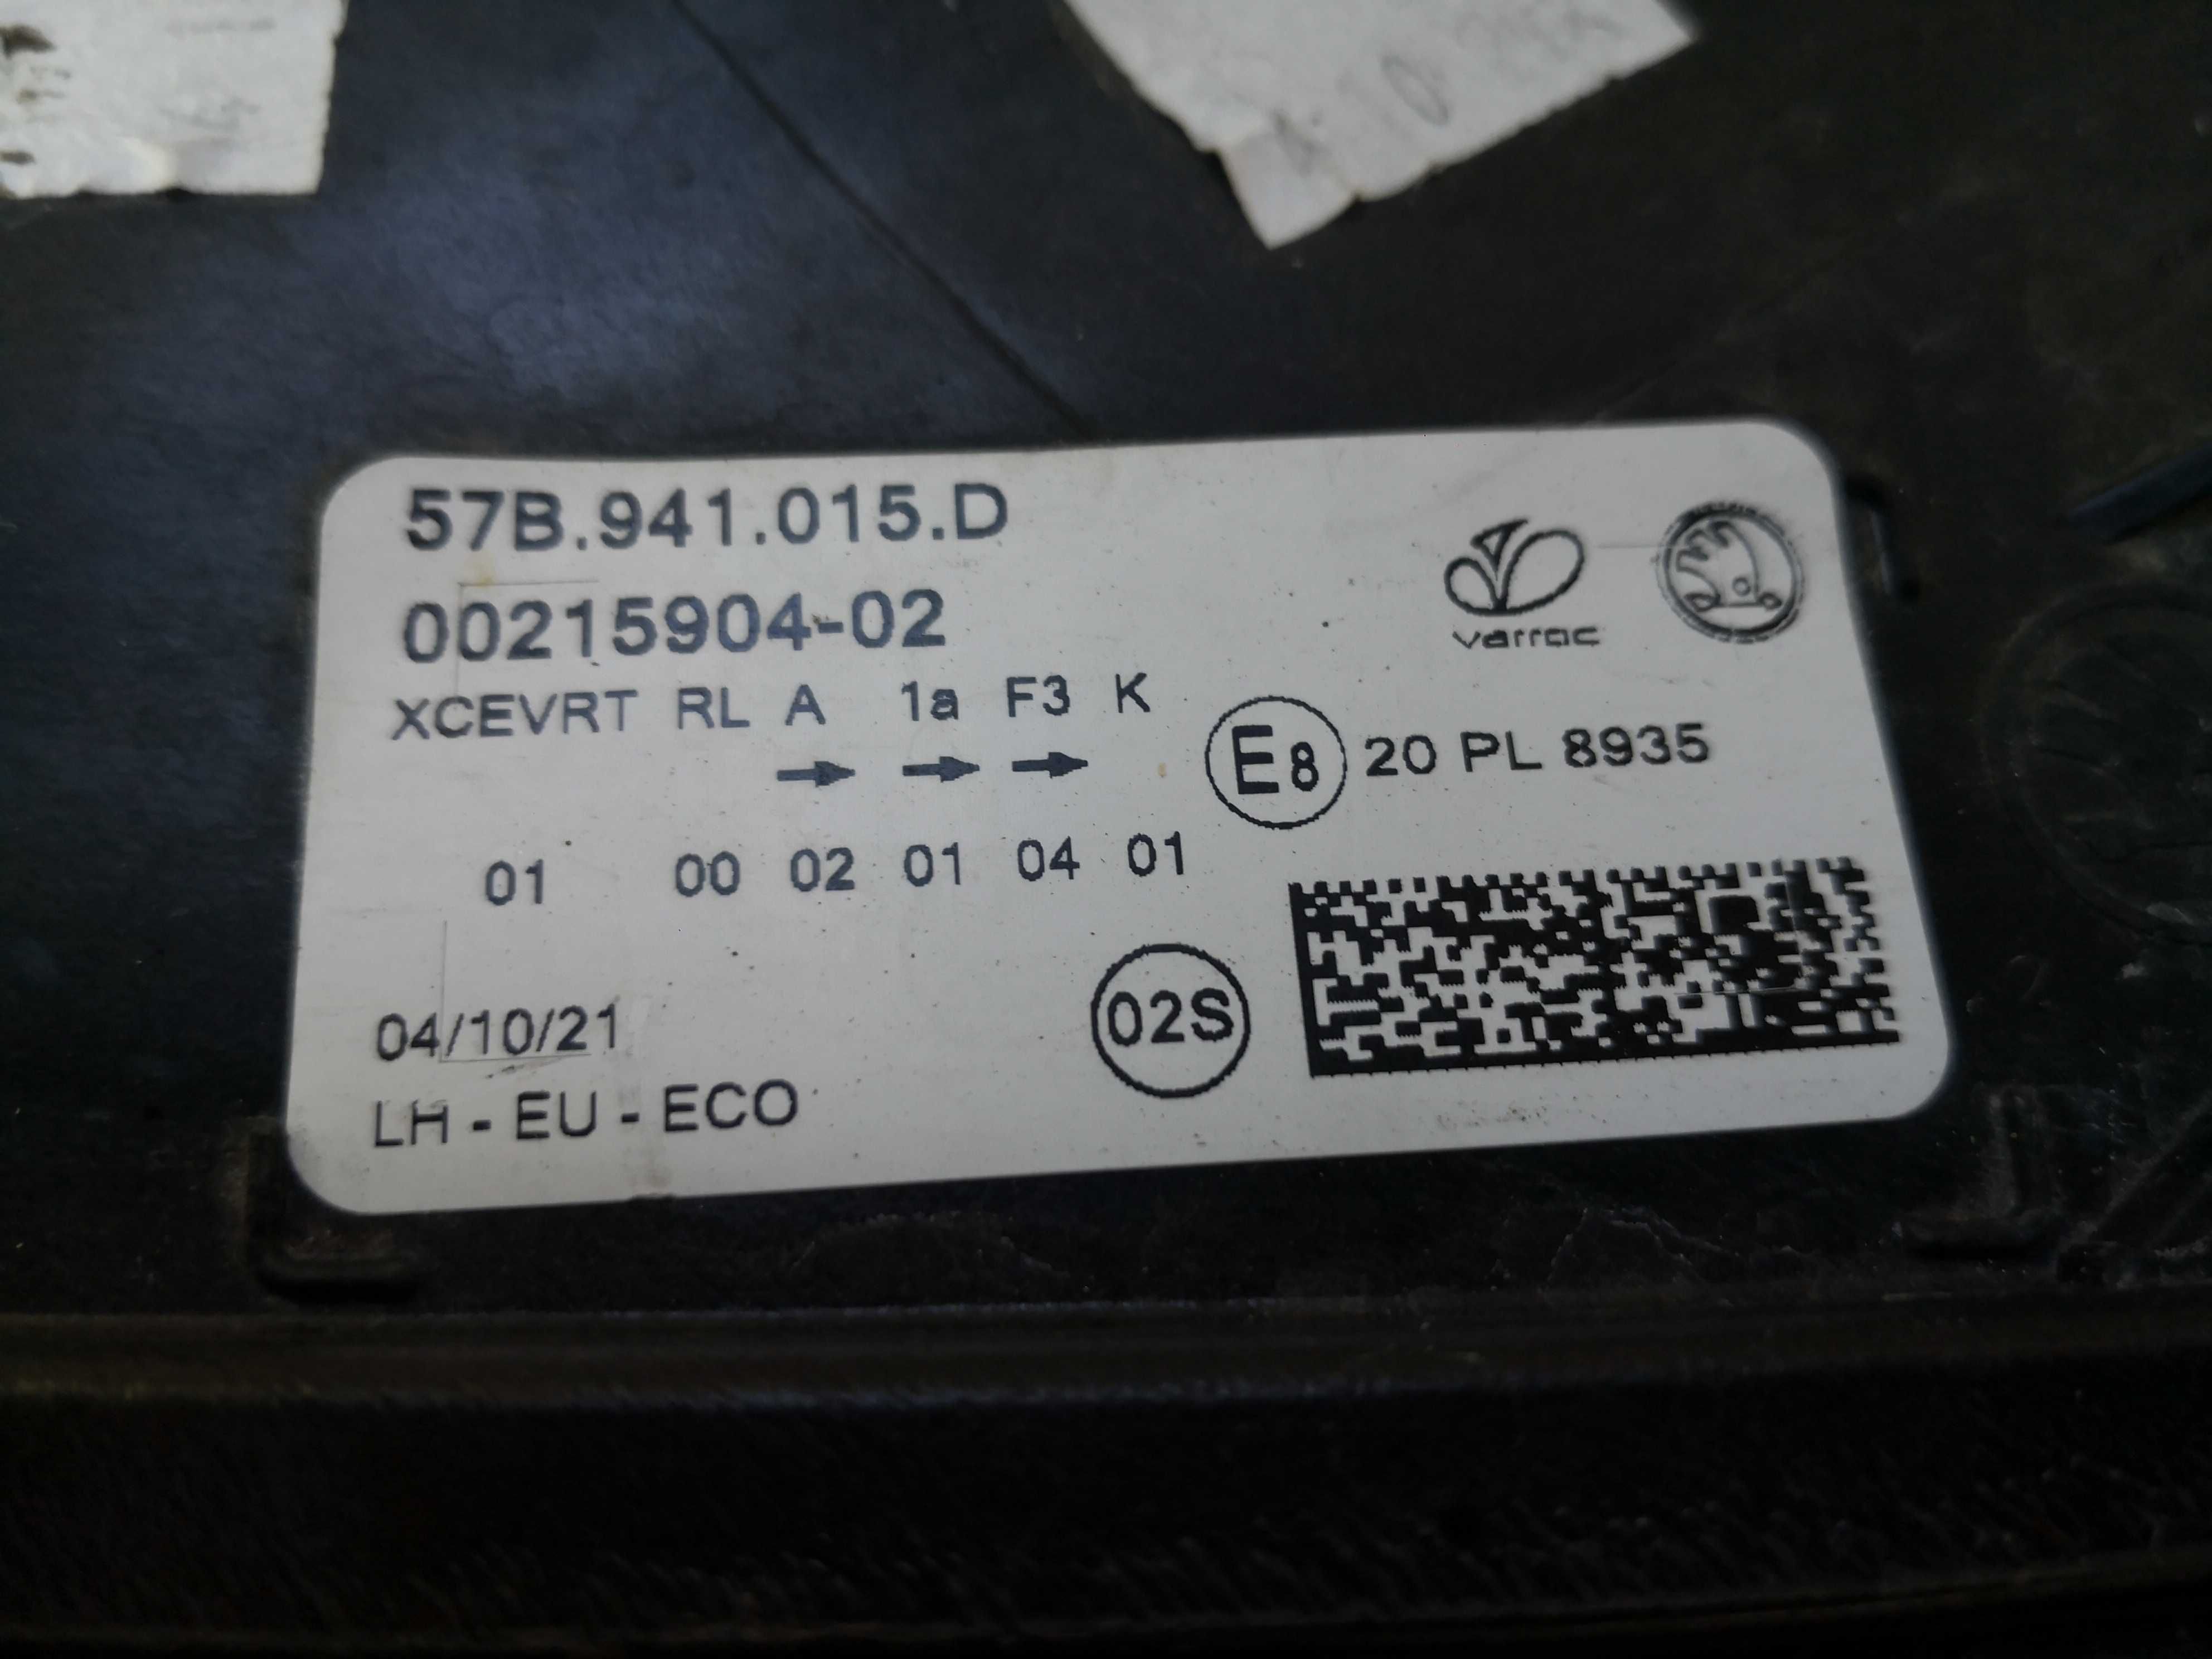 57B.941.015.D
00215904-02
varroc
XCEVRT RL A 1a F3 K
→ → →
E8 20 PL 8935
01 00 02 01 04 01
02S
04/10/21
LH - EU - ECO